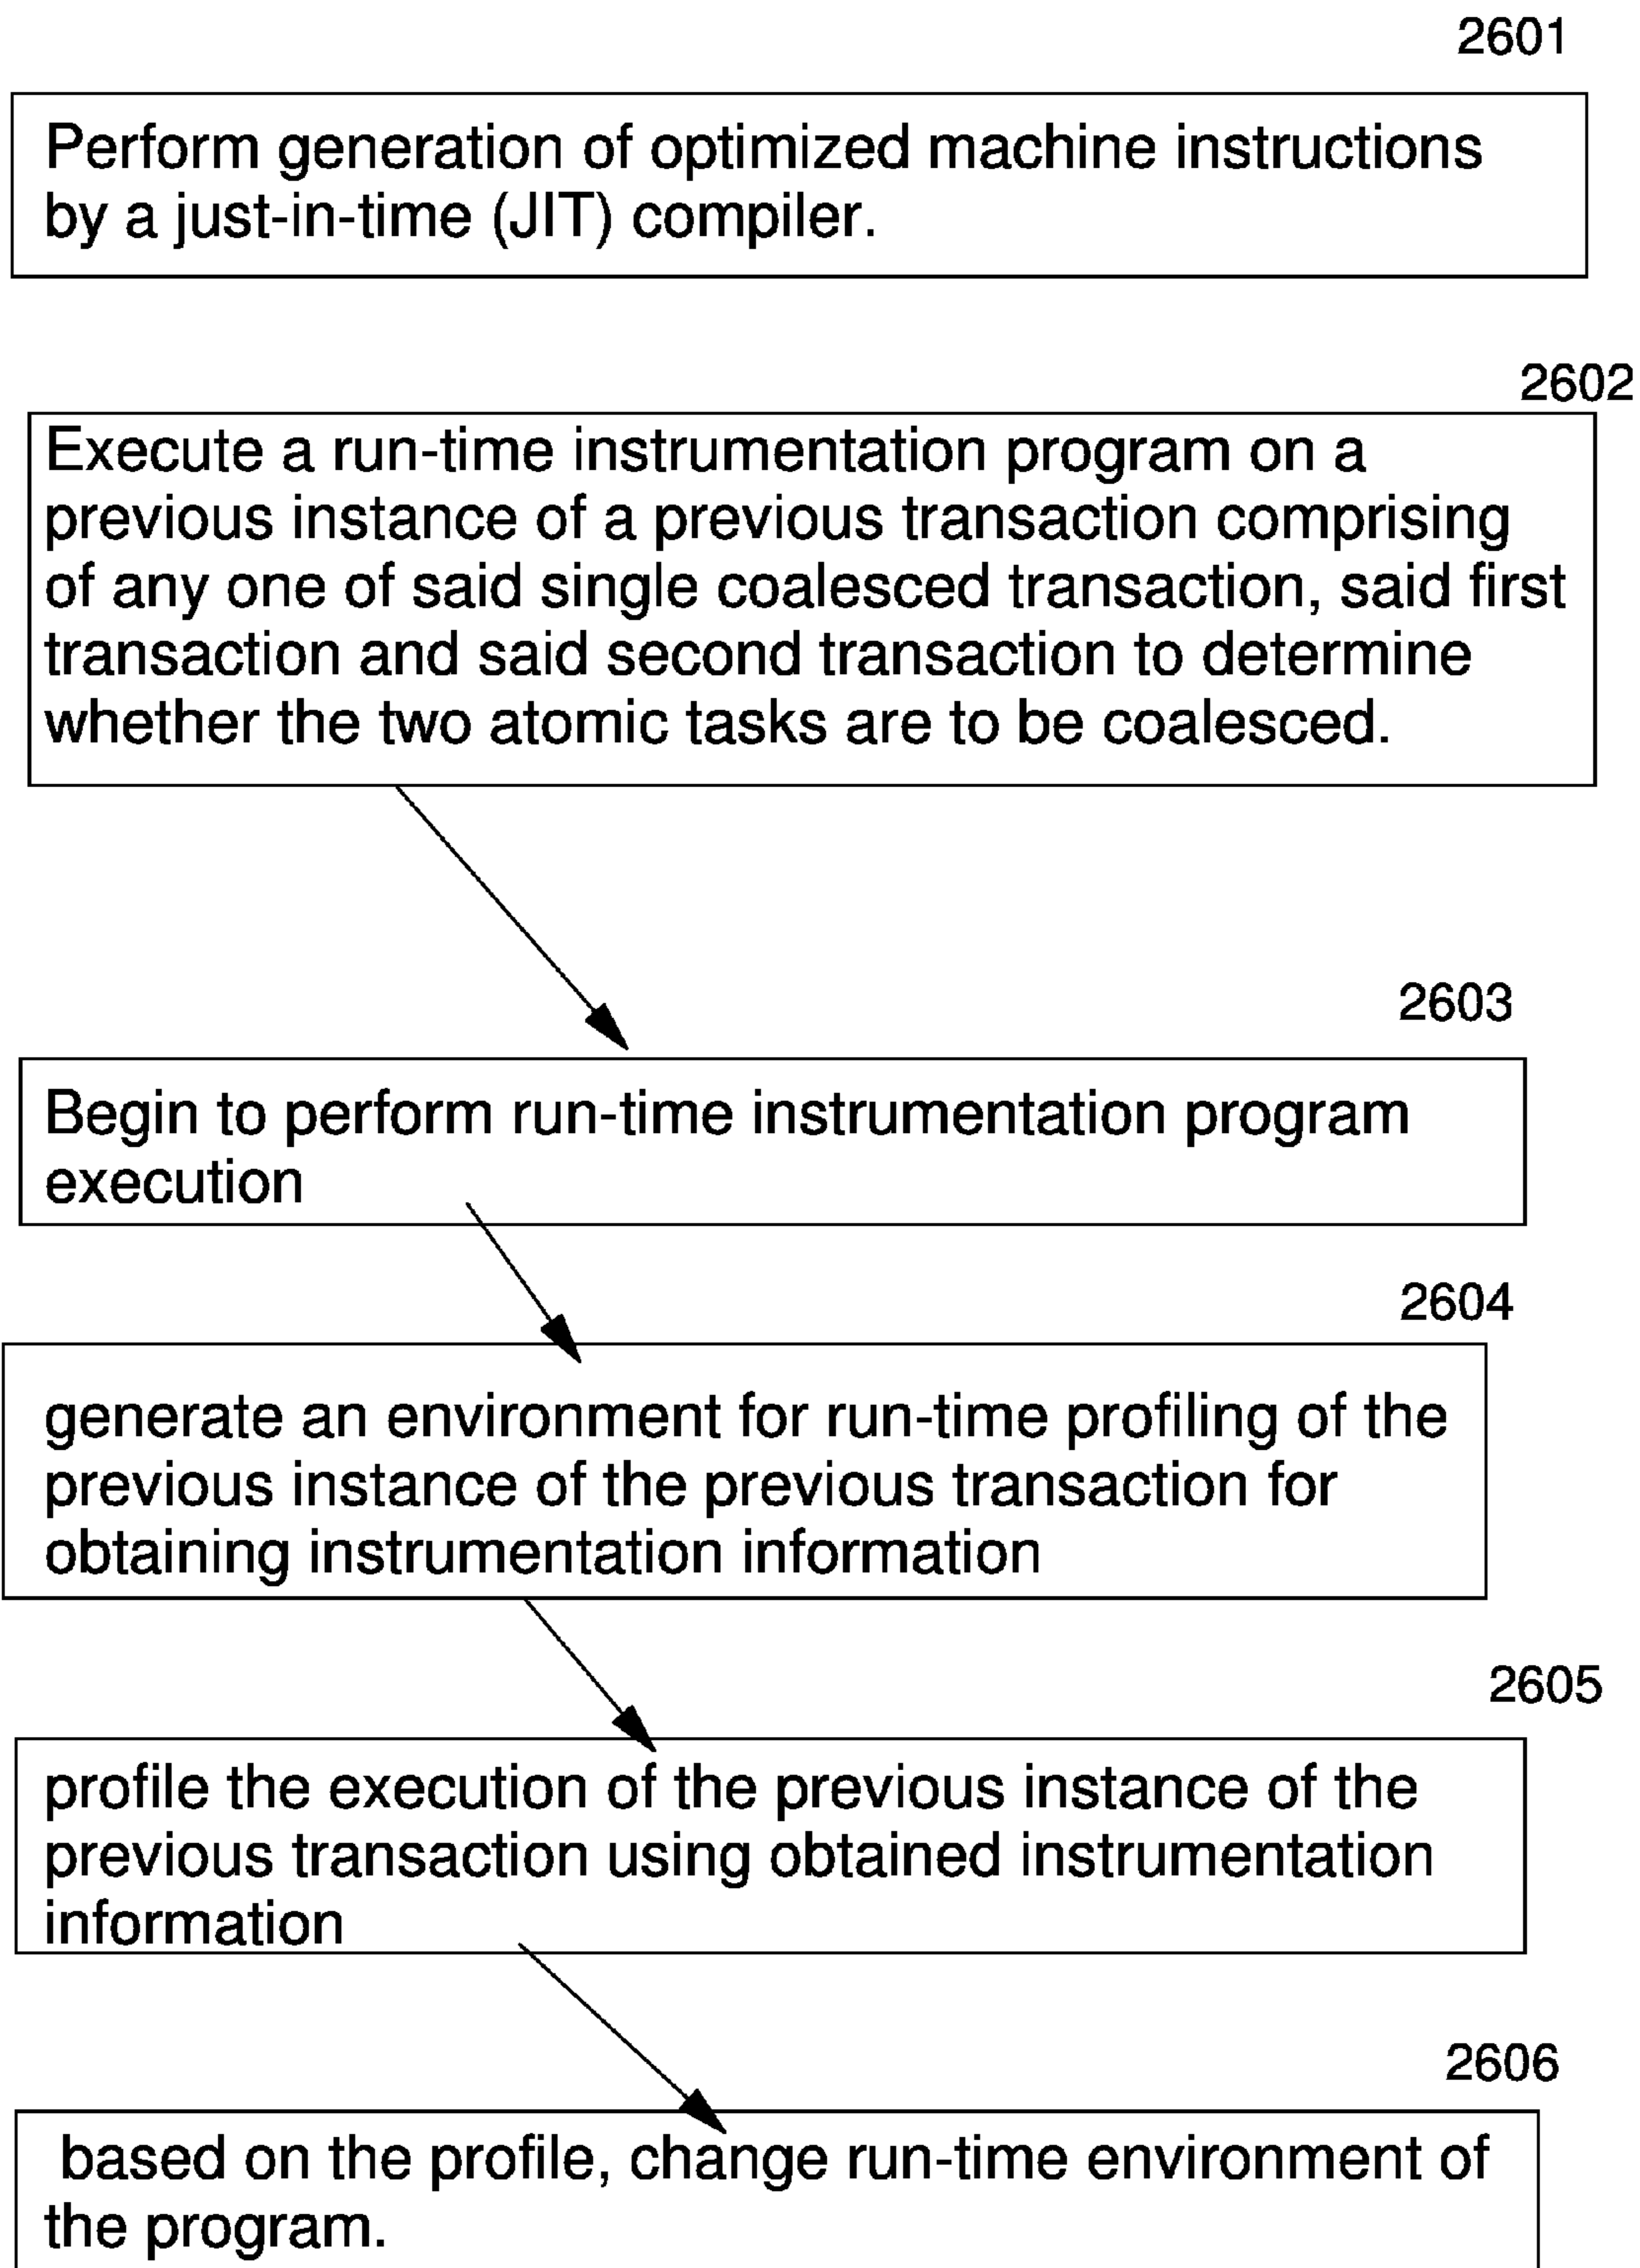 2601
Perform generation of optimized machine instructions
by a just-in-time (JIT) compiler.
2602
Execute a run-time instrumentation program on a
previous instance of a previous transaction comprising
of any one of said single coalesced transaction, said first
transaction and said second transaction to determine
whether the two atomic tasks are to be coalesced.
2603
Begin to perform run-time instrumentation program
execution
2604
generate an environment for run-time profiling of the
previous instance of the previous transaction for
obtaining instrumentation information
2605
profile the execution of the previous instance of the
previous transaction using obtained instrumentation
information
2606
based on the profile, change run-time environment of
the program.